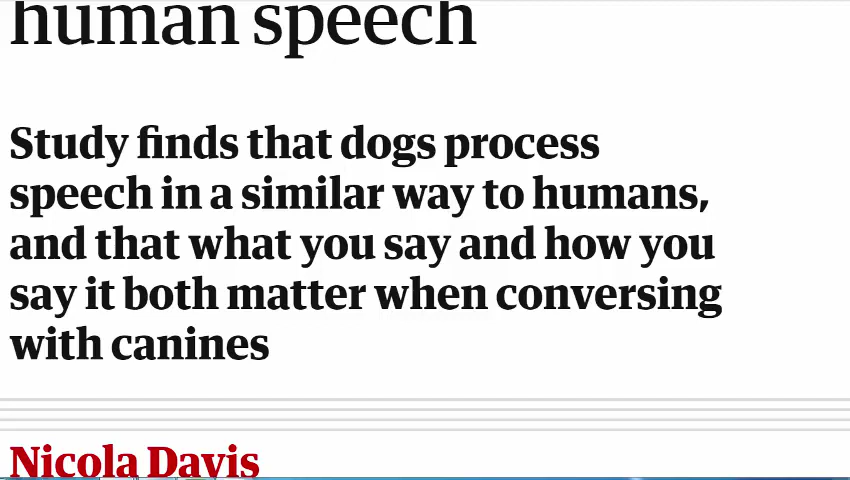 human speech
Study finds that dogs process
speech in a similar way to humans,
and that what you say and how you
say it both matter when conversing
with canines
Nicola Davis